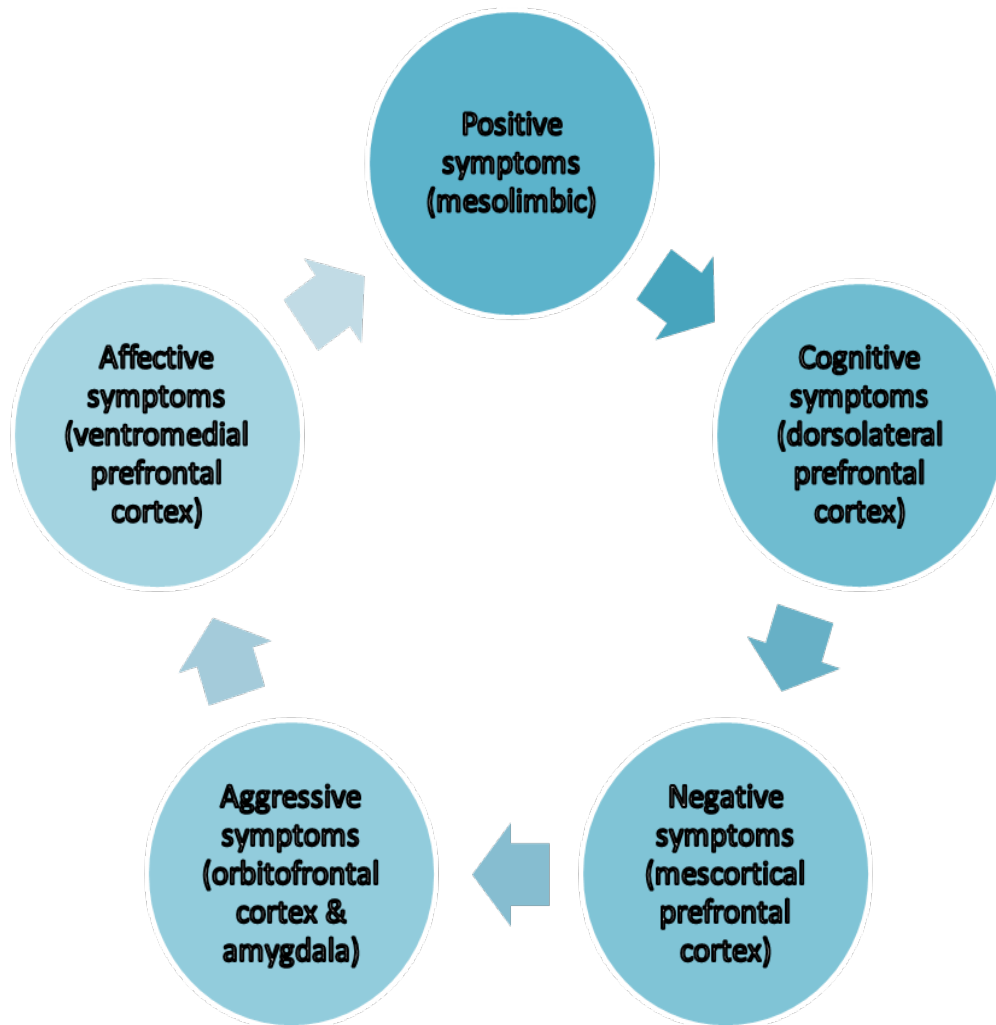 Positive
symptoms
(mesolimbic)
Cognitive
symptoms
(dorsolateral
prefrontal
cortex)
Negative
symptoms
(mescortical
prefrontal
cortex)
Aggressive
symptoms
(orbitofrontal
cortex &
amygdala)
Affective
symptoms
(ventromedial
prefrontal
cortex)